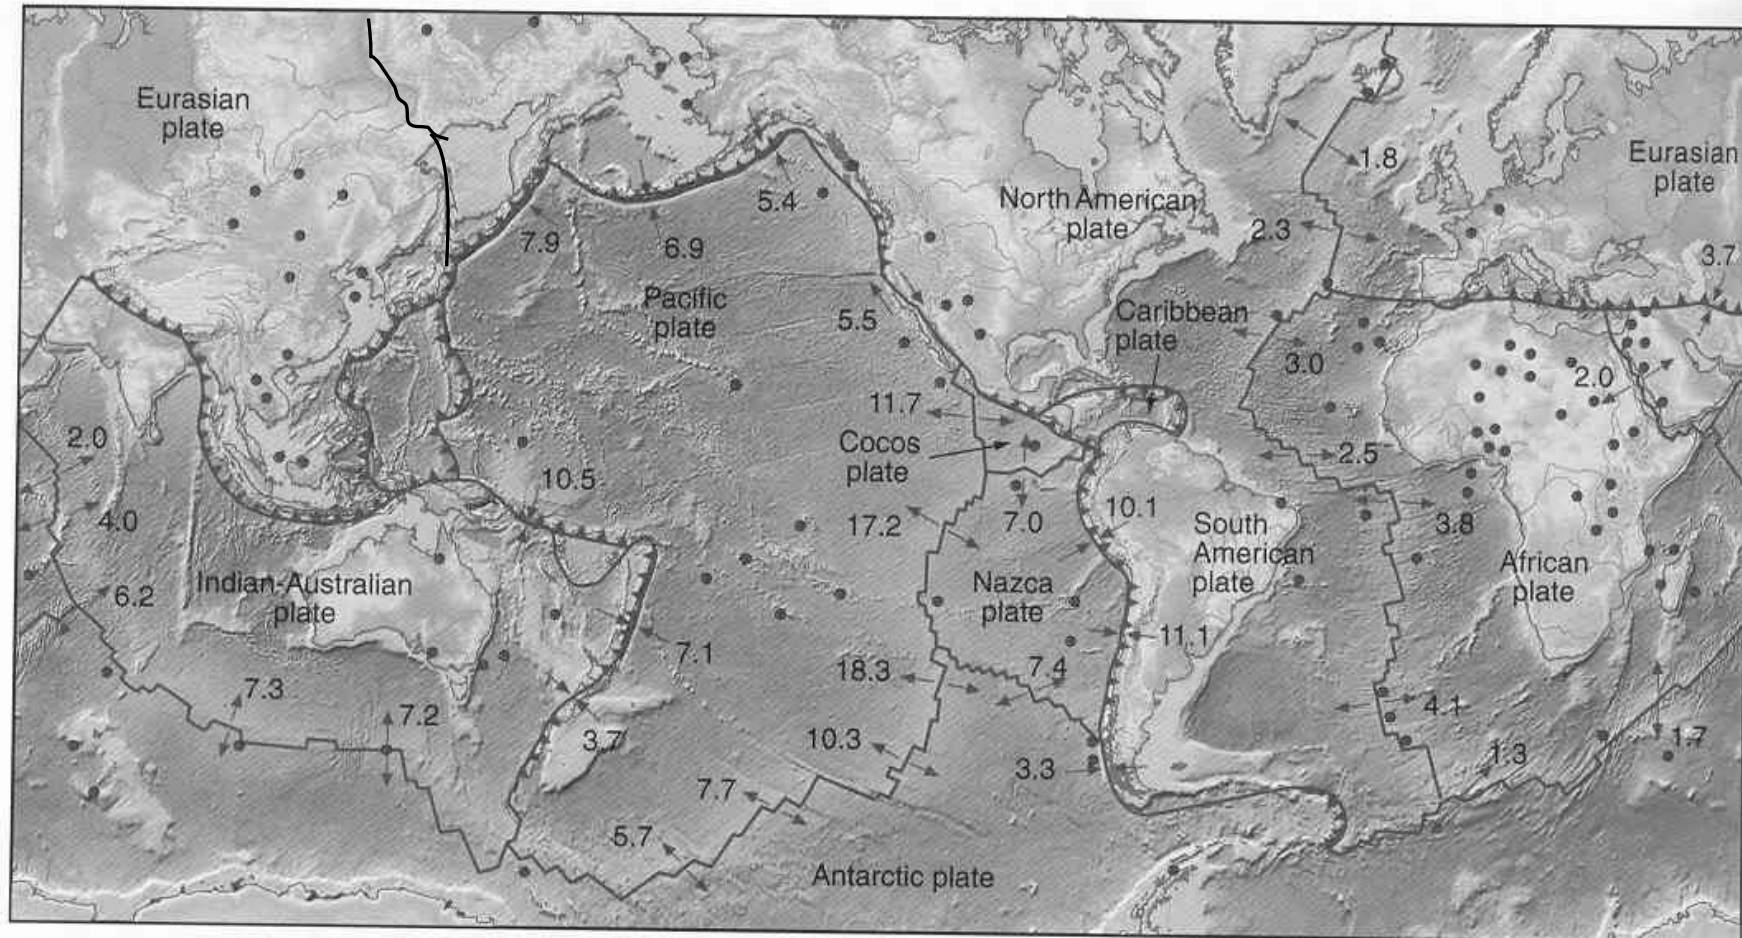 Eurasian
plate
1.8
Eurasian
plate
North American
plate
5.4
2.3
7.9
6.9
3.7
Pacific
plate
Caribbean
plate
5.5
3.0
2.0
11.7
Cocos
plate
2.0
2.5
10.5
4.0
17.2
7.0
10.1
South
American
plate
3.8
African
plate
Indian-Australian
plate
6.2
Nazca
plate
11.1
7.1
7.4
18.3
7.3
7.2
4.1
3.7
10.3
1.7
1.3
3.3
7.7
5.7
Antarctic plate